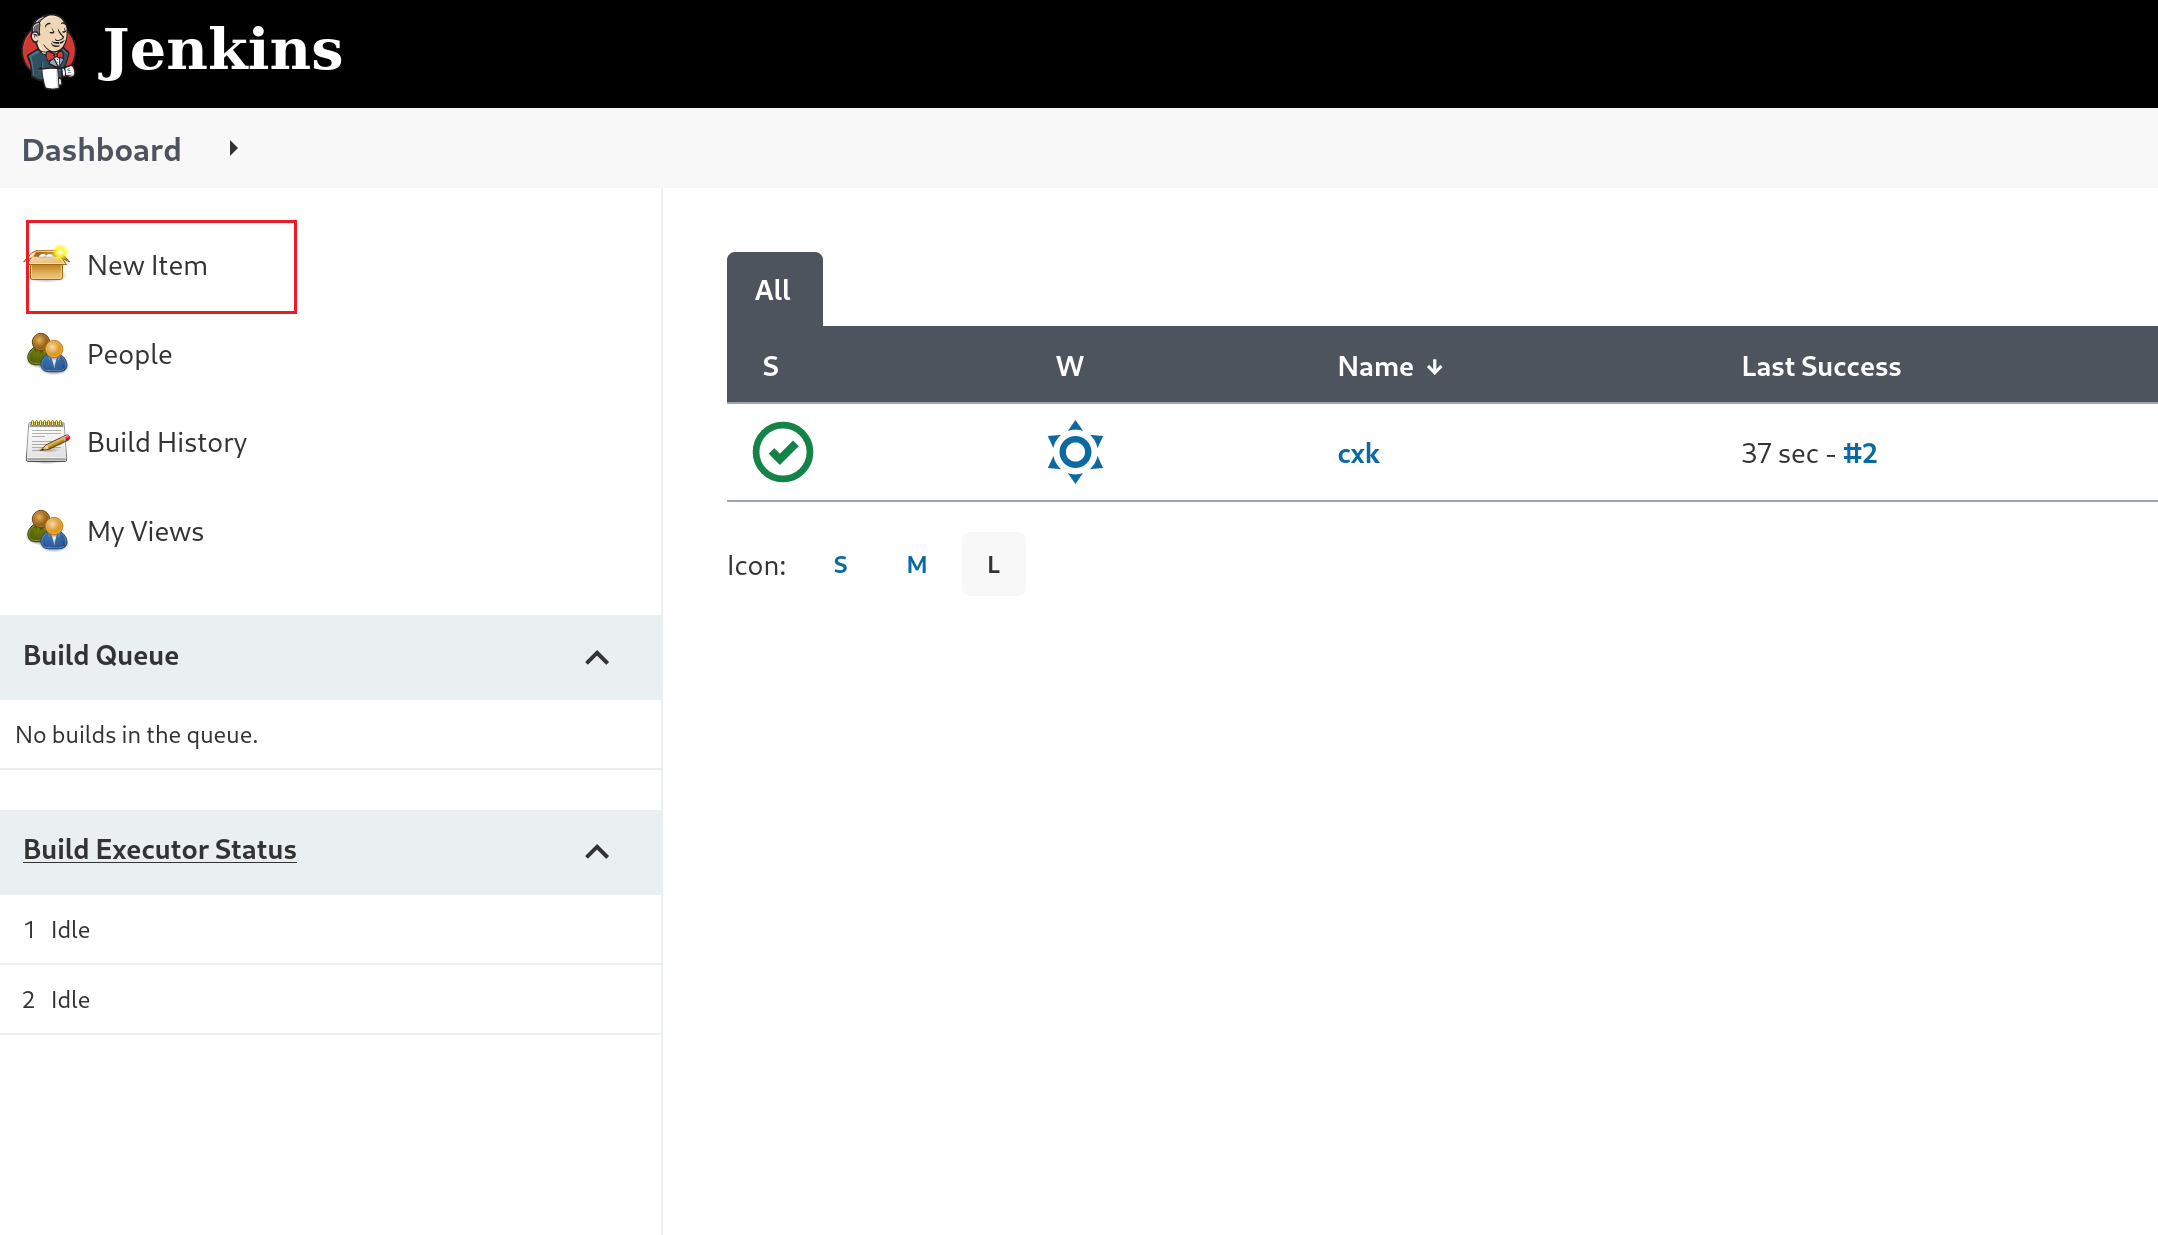 Jenkins
Dashboard
New Item
People
Build History
My Views
Build Queue
No builds in the queue.
Build Executor Status
1 Idle
2 Idle
All
S W Name ↓ Last Success
cxk 37 sec - #2
Icon: S M L